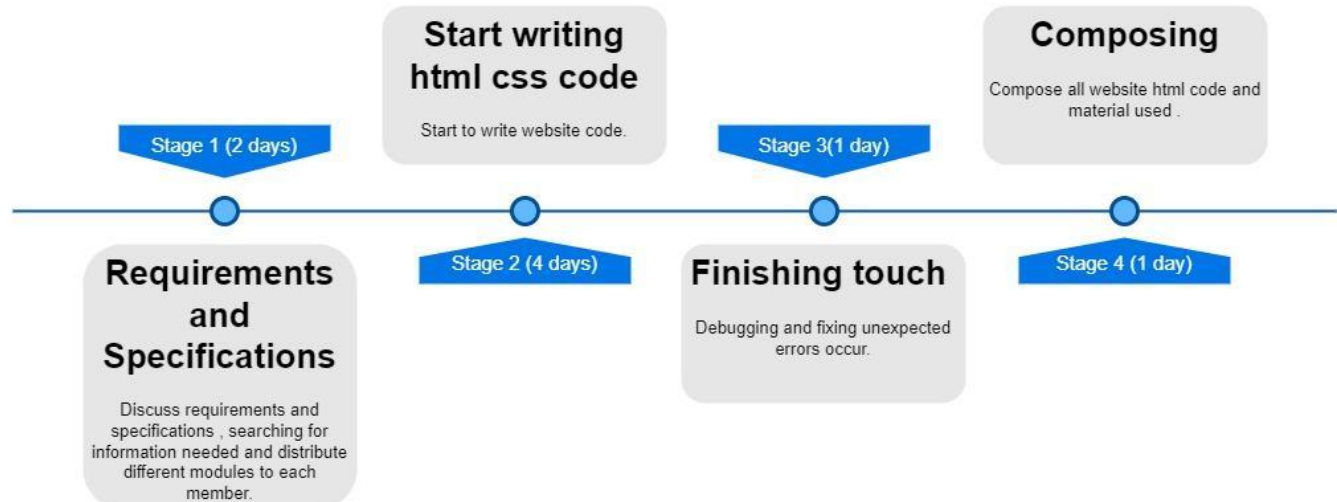 Start writing
html css code
Start to write website code.
Composing
Compose all website html code and
material used .
Stage 1 (2 days)
Stage 3(1 day)
Requirements
and
Specifications
Discuss requirements and
specifications , searching for
information needed and distribute
different modules to each
member.
Stage 2 (4 days)
Finishing touch
Debugging and fixing unexpected
errors occur.
Stage 4 (1 day)